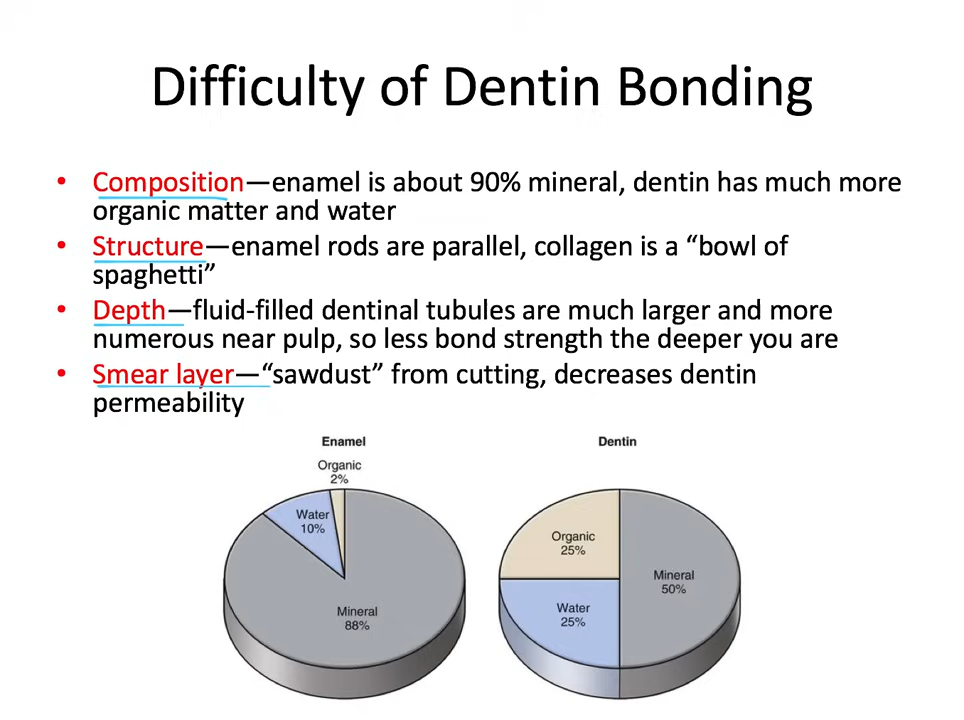 Difficulty of Dentin Bonding
• Composition—enamel is about 90% mineral, dentin has much more
organic matter and water
• Structure—enamel rods are parallel, collagen is a “bowl of
spaghetti”
• Depth—fluid-filled dentinal tubules are much larger and more
numerous near pulp, so less bond strength the deeper you are
• Smear layer—“sawdust” from cutting, decreases dentin
permeability
Enamel
Organic
2%
Water
10%
Mineral
88%
Dentin
Organic
25%
Mineral
50%
Water
25%